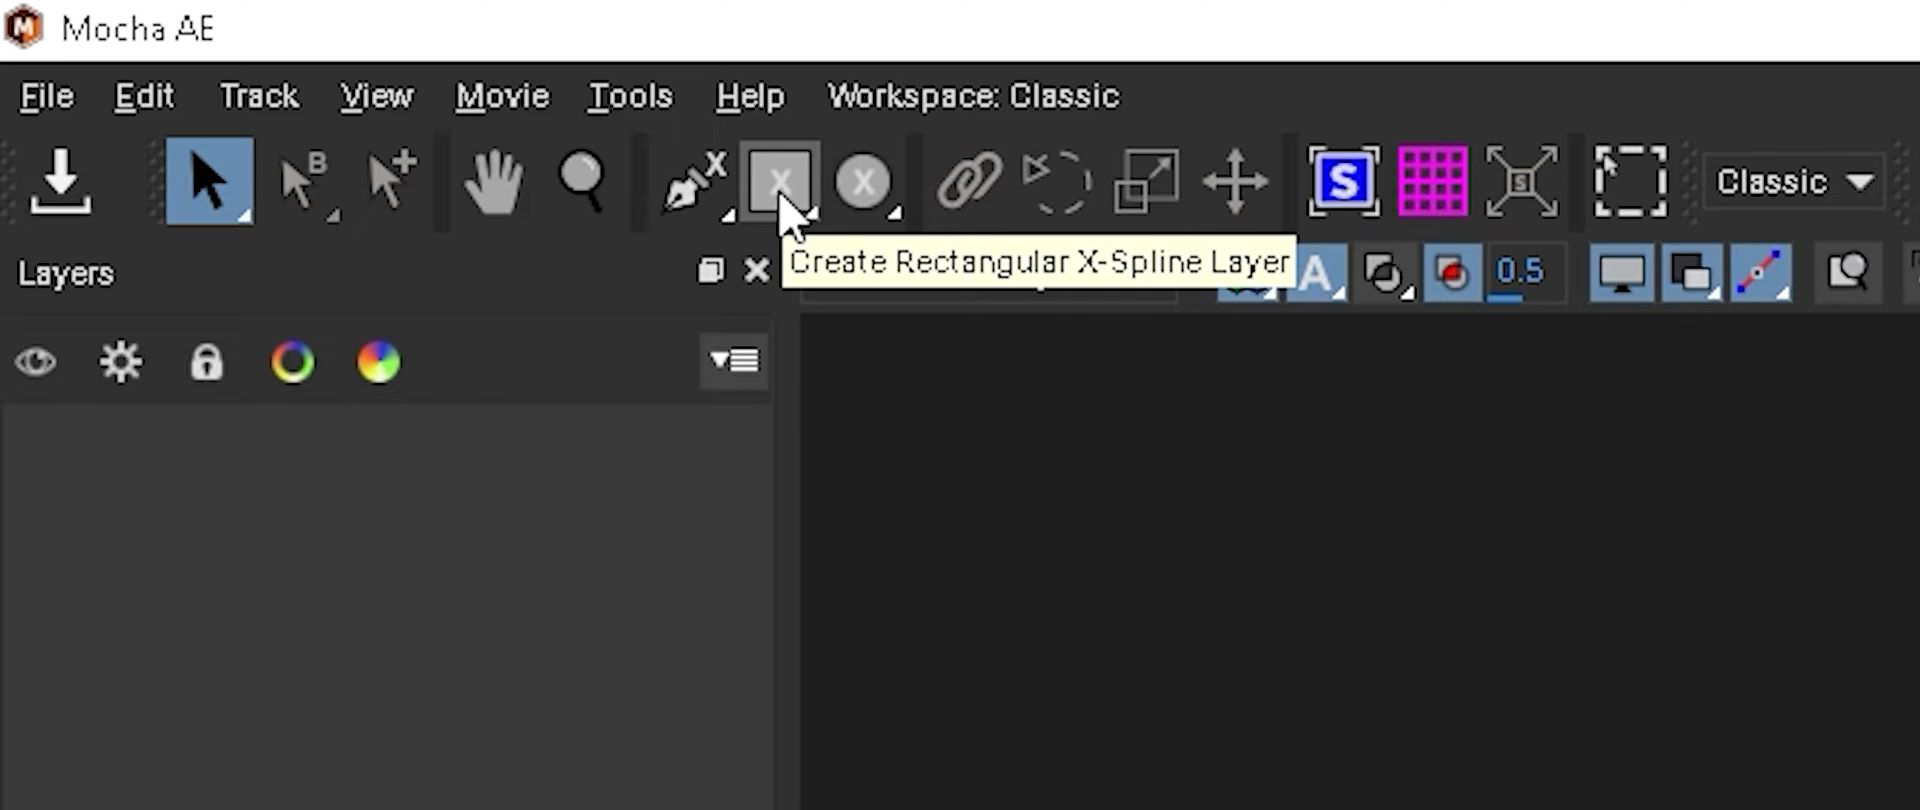 Mocha AE
File Edit Track View Movie Tools Help Workspace: Classic
B X X X S S Classic
Layers
Create Rectangular X-Spline Layer
A 0.5